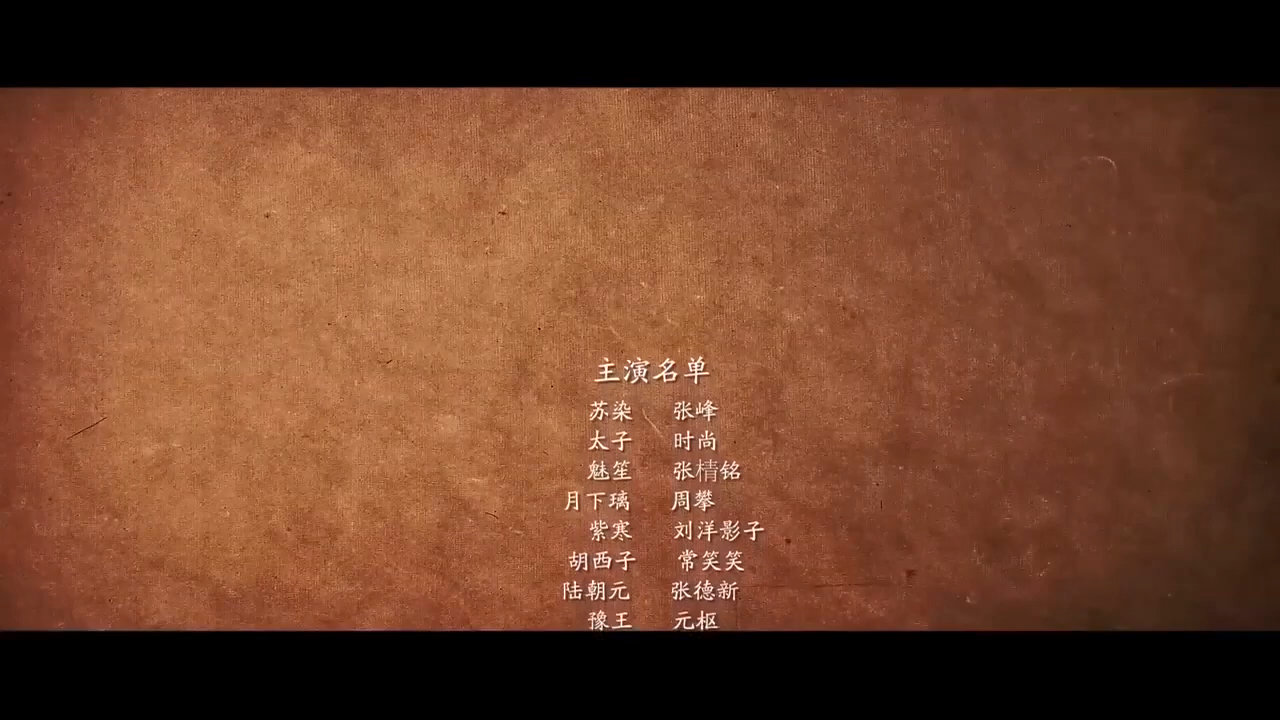 主演名单
苏染 张峰
太子 时尚
魅笙 张棈铭
月下璃 周攀
紫寒 刘洋影子
胡西子 常笑笑
陆朝元 张德新
豫王 元枢